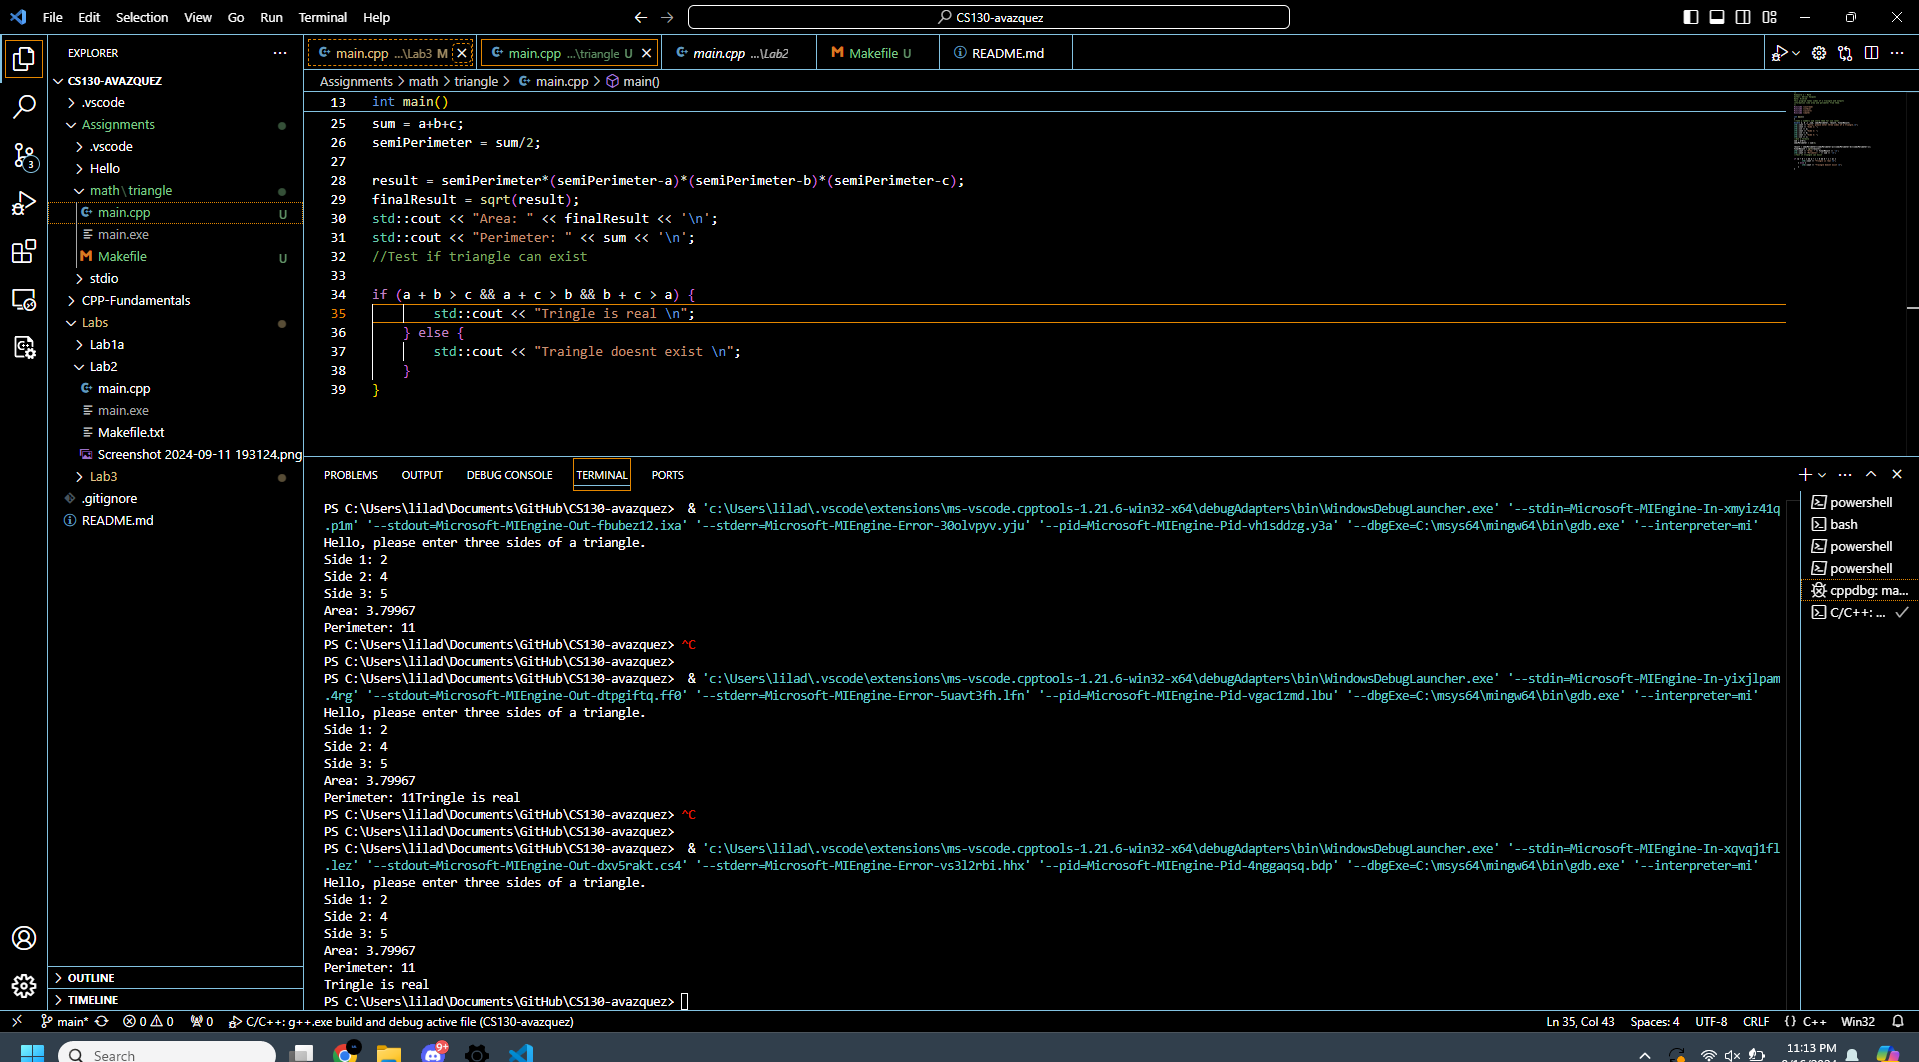 File Edit Selection View Go Run Terminal Help
CS130-avazquez
EXPLORER
CS130-AVAZQUEZ
.vscode
Assignments
.vscode
Hello
math\triangle
main.cpp U
main.exe
Makefile U
stdio
CPP-Fundamentals
Labs
Lab1a
Lab2
main.cpp
main.exe
Makefile.txt
Screenshot 2024-09-11 193124.png
Lab3
.gitignore
README.md
OUTLINE
TIMELINE
main.cpp ...\Lab3 M main.cpp ...\triangle U main.cpp ...\Lab2 Makefile U README.md
Assignments > math > triangle > main.cpp > main()
13 int main()
25 sum = a+b+c;
26 semiPerimeter = sum/2;
27
28 result = semiPerimeter*(semiPerimeter-a)*(semiPerimeter-b)*(semiPerimeter-c);
29 finalResult = sqrt(result);
30 std::cout << "Area: " << finalResult << '\n';
31 std::cout << "Perimeter: " << sum << '\n';
32 //Test if triangle can exist
33
34 if (a + b > c && a + c > b && b + c > a) {
35 std::cout << "Tringle is real \n";
36 } else {
37 std::cout << "Traingle doesnt exist \n";
38 }
39 }
PROBLEMS OUTPUT DEBUG CONSOLE TERMINAL PORTS
PS C:\Users\lilad\Documents\GitHub\CS130-avazquez>  & 'c:\Users\lilad\.vscode\extensions\ms-vscode.cpptools-1.21.6-win32-x64\debugAdapters\bin\WindowsDebugLauncher.exe' '--stdin=Microsoft-MIEngine-In-xmyiz41q
.p1m' '--stdout=Microsoft-MIEngine-Out-fbubez12.ixa' '--stderr=Microsoft-MIEngine-Error-30olvpyv.yju' '--pid=Microsoft-MIEngine-Pid-vh1sddzg.y3a' '--dbgExe=C:\msys64\mingw64\bin\gdb.exe' '--interpreter=mi'
Hello, please enter three sides of a triangle.
Side 1: 2
Side 2: 4
Side 3: 5
Area: 3.79967
Perimeter: 11
PS C:\Users\lilad\Documents\GitHub\CS130-avazquez> ^C
PS C:\Users\lilad\Documents\GitHub\CS130-avazquez>
PS C:\Users\lilad\Documents\GitHub\CS130-avazquez>  & 'c:\Users\lilad\.vscode\extensions\ms-vscode.cpptools-1.21.6-win32-x64\debugAdapters\bin\WindowsDebugLauncher.exe' '--stdin=Microsoft-MIEngine-In-yixjlpam
.4rg' '--stdout=Microsoft-MIEngine-Out-dtpgiftq.ff0' '--stderr=Microsoft-MIEngine-Error-5uavt3fh.lfn' '--pid=Microsoft-MIEngine-Pid-vgac1zmd.lbu' '--dbgExe=C:\msys64\mingw64\bin\gdb.exe' '--interpreter=mi'
Hello, please enter three sides of a triangle.
Side 1: 2
Side 2: 4
Side 3: 5
Area: 3.79967
Perimeter: 11Tringle is real
PS C:\Users\lilad\Documents\GitHub\CS130-avazquez> ^C
PS C:\Users\lilad\Documents\GitHub\CS130-avazquez>
PS C:\Users\lilad\Documents\GitHub\CS130-avazquez>  & 'c:\Users\lilad\.vscode\extensions\ms-vscode.cpptools-1.21.6-win32-x64\debugAdapters\bin\WindowsDebugLauncher.exe' '--stdin=Microsoft-MIEngine-In-xqvqj1fl
.lez' '--stdout=Microsoft-MIEngine-Out-dxv5rakt.cs4' '--stderr=Microsoft-MIEngine-Error-vs3l2rbi.hhx' '--pid=Microsoft-MIEngine-Pid-4nggaqsq.bdp' '--dbgExe=C:\msys64\mingw64\bin\gdb.exe' '--interpreter=mi'
Hello, please enter three sides of a triangle.
Side 1: 2
Side 2: 4
Side 3: 5
Area: 3.79967
Perimeter: 11
Tringle is real
PS C:\Users\lilad\Documents\GitHub\CS130-avazquez>
powershell
bash
powershell
powershell
cppdbg: ma...
C/C++: ...
3
main* 0 0 0 C/C++: g++.exe build and debug active file (CS130-avazquez) Ln 35, Col 43 Spaces: 4 UTF-8 CRLF {} C++ Win32
Search 9+ 11:13 PM